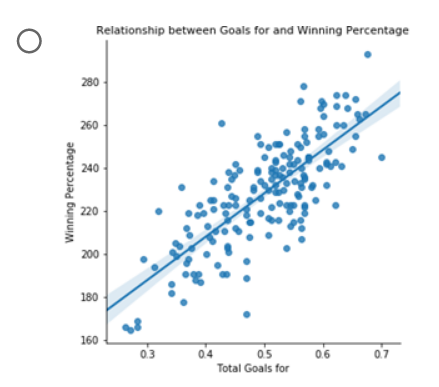 Relationship between Goals for and Winning Percentage
Winning Percentage
280
260
240
220
200
180
160
0.3 0.4 0.5 0.6 0.7
Total Goals for